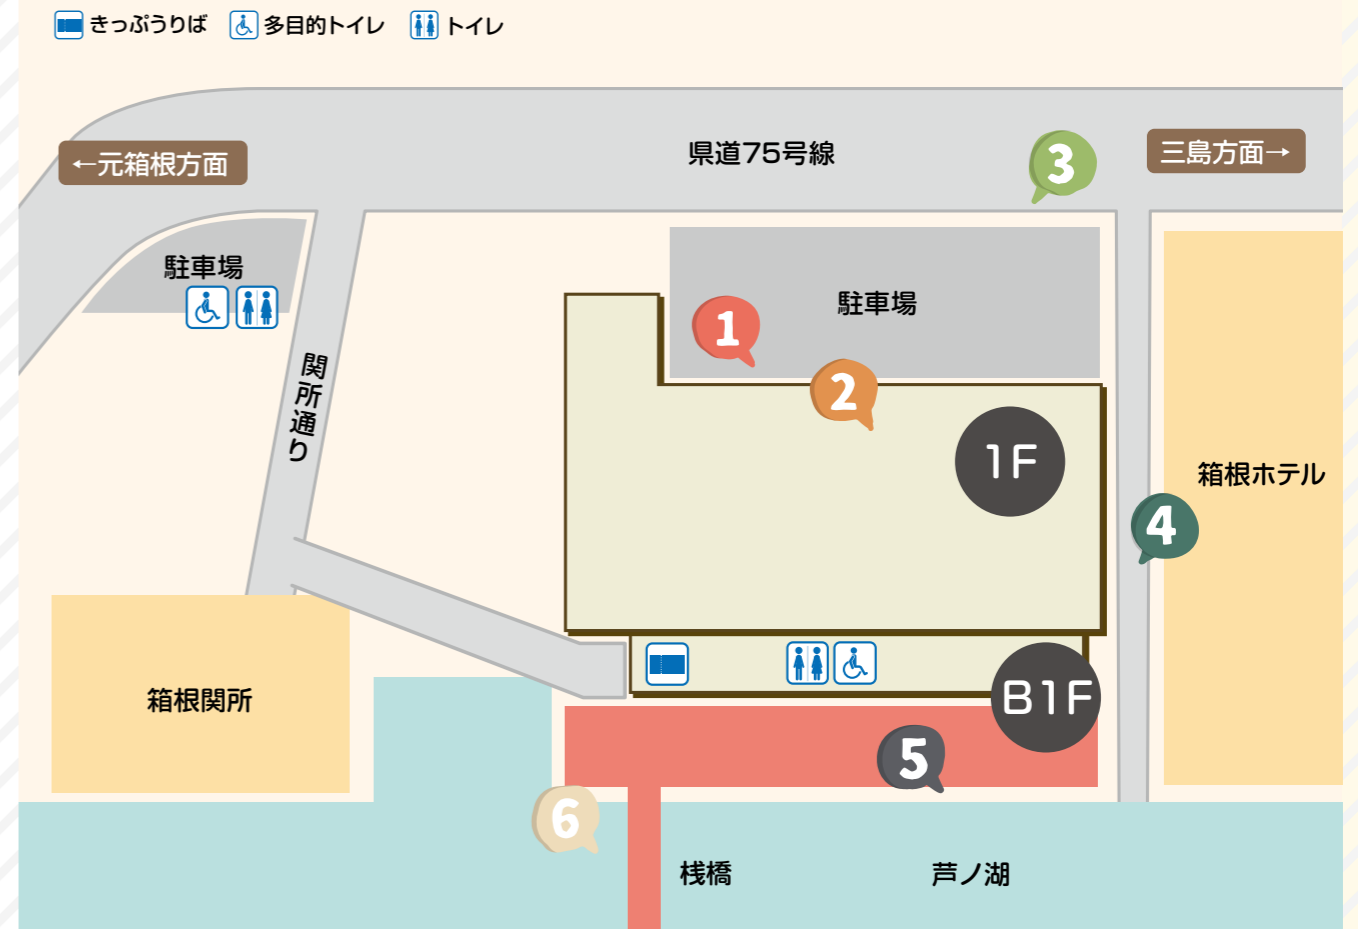 きっぷうりば 多目的トイレ トイレ
←元箱根方面
県道75号線
3
三島方面→
駐車場
駐車場
1
2
関所通り
1F
箱根ホテル
4
箱根関所
B1F
5
6
桟橋
芦ノ湖